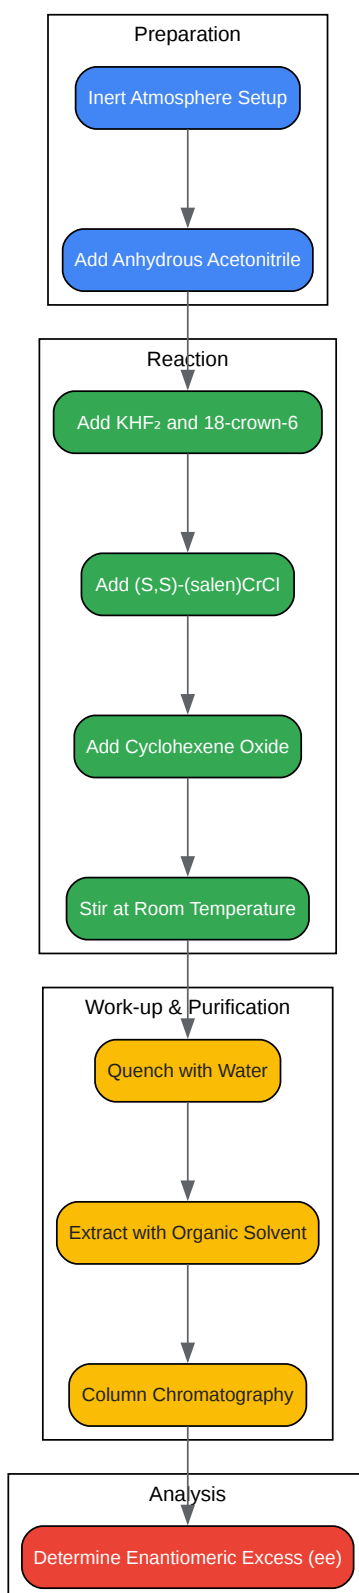 Preparation
Inert Atmosphere Setup
Add Anhydrous Acetonitrile
Reaction
Add KHF₂ and 18-crown-6
Add (S,S)-(salen)CrCl
Add Cyclohexene Oxide
Stir at Room Temperature
Work-up & Purification
Quench with Water
Extract with Organic Solvent
Column Chromatography
Analysis
Determine Enantiomeric Excess (ee)